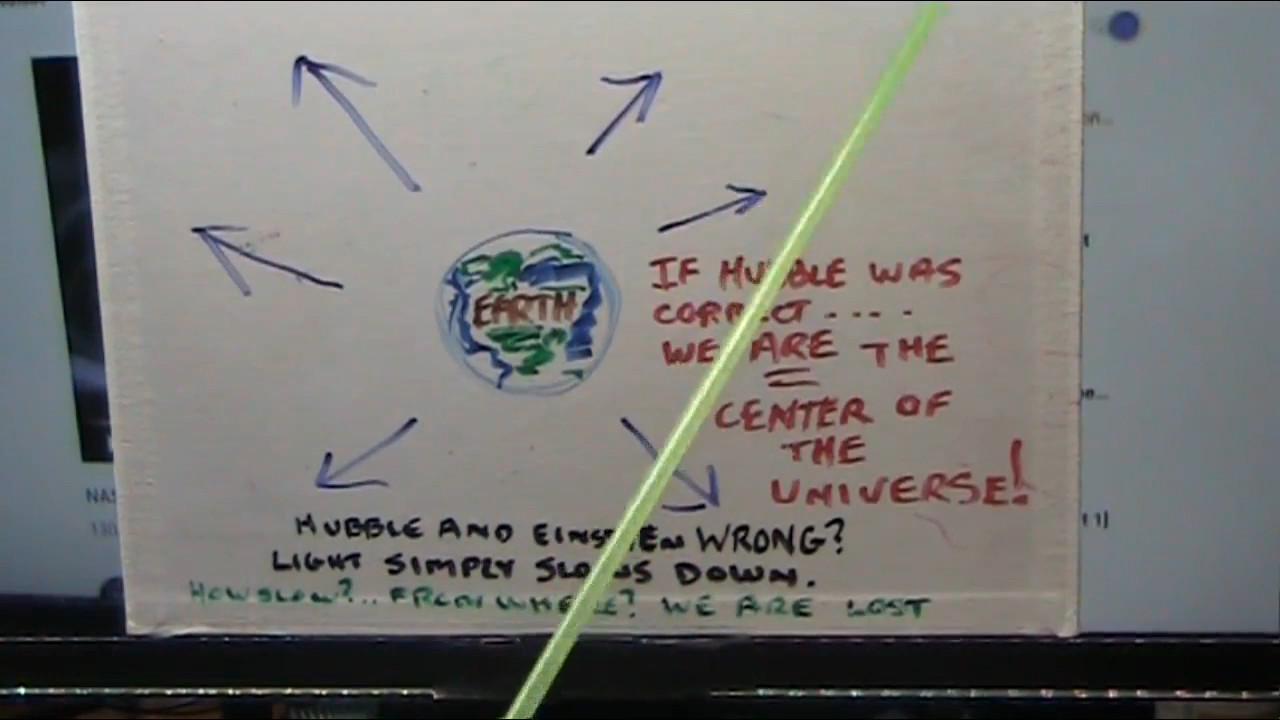 EARTH
IF HUBBLE WAS
CORRECT ....
WE ARE THE
CENTER OF
THE
UNIVERSE!
HUBBLE AND EINSTEIN WRONG?
LIGHT SIMPLY SLOWS DOWN.
HOW SLOW?.. FROM WHERE? WE ARE LOST
NAS